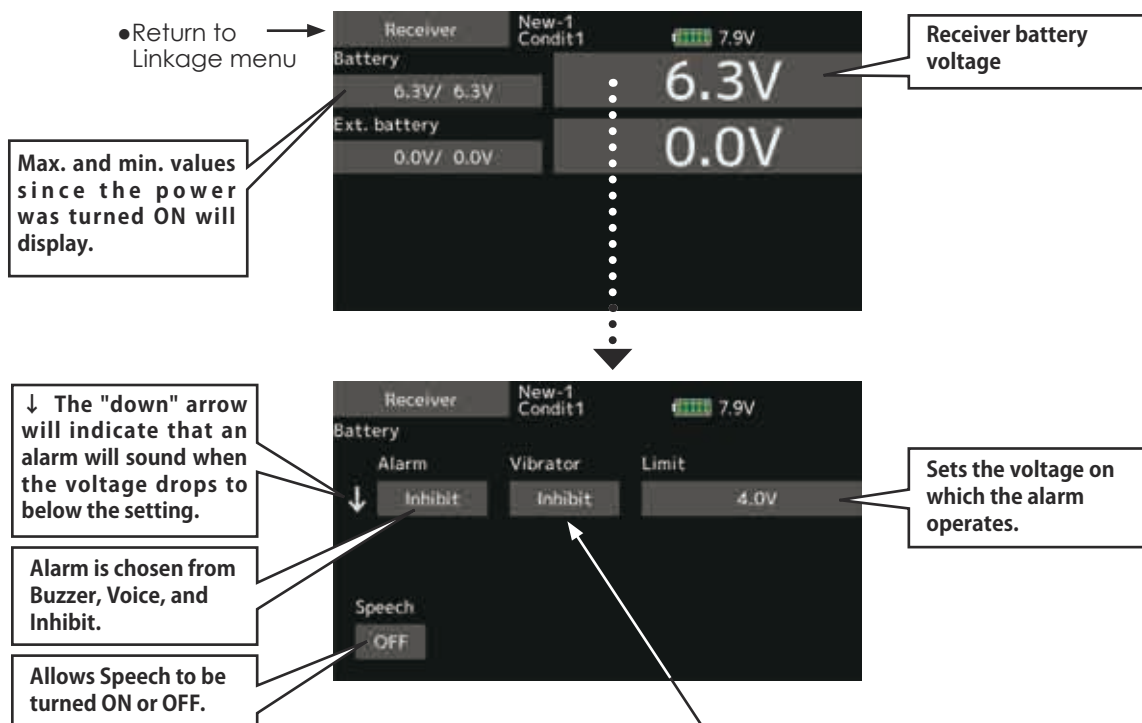 ●Return to
Linkage menu
Receiver
New-1
Condit1
7.9V
Battery
6.3V/ 6.3V
6.3V
Ext. battery
0.0V/ 0.0V
0.0V
Receiver battery
voltage
Max. and min. values
since the power
was turned ON will
display.
Receiver
New-1
Condit1
7.9V
Battery
Alarm
Vibrator
Limit
↓
Inhibit
Inhibit
4.0V
Speech
OFF
↓ The "down" arrow
will indicate that an
alarm will sound when
the voltage drops to
below the setting.
Alarm is chosen from
Buzzer, Voice, and
Inhibit.
Allows Speech to be
turned ON or OFF.
Sets the voltage on
which the alarm
operates.